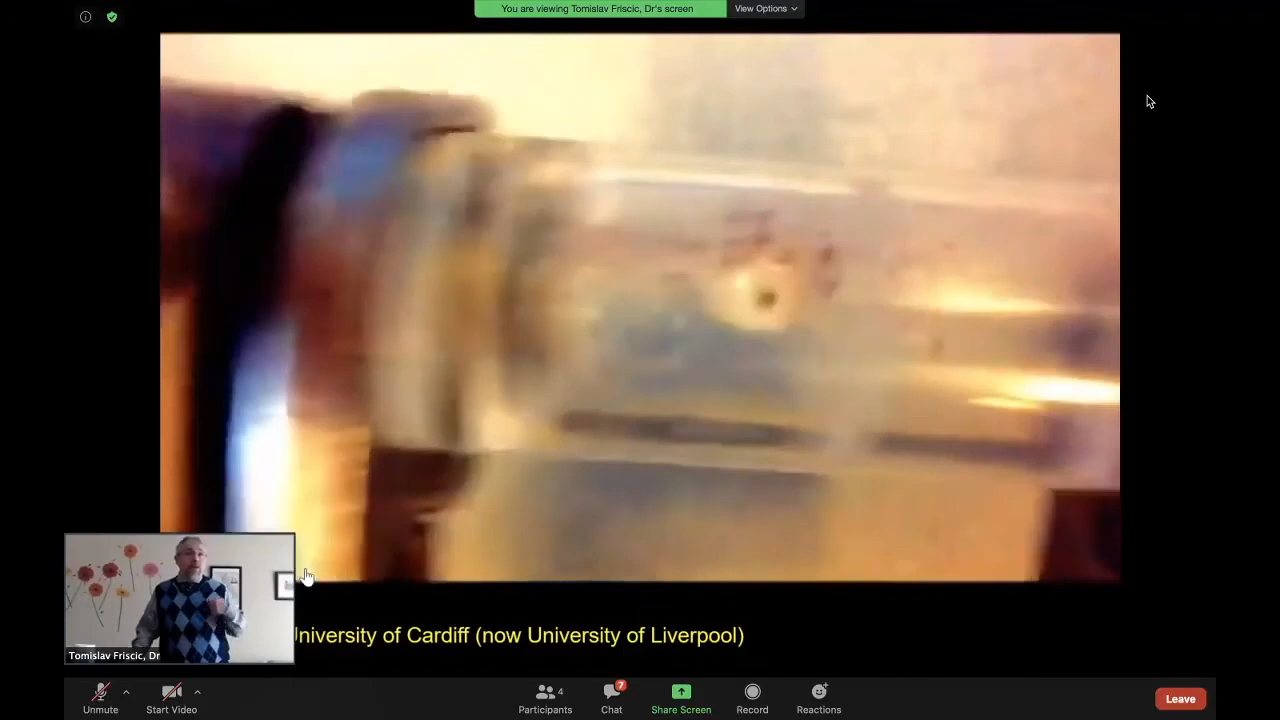 You are viewing Tomislav Friscic, Dr's screen
View Options
University of Cardiff (now University of Liverpool)
Tomislav Friscic, Dr
Unmute
Start Video
4
Participants
7
Chat
Share Screen
Record
Reactions
Leave